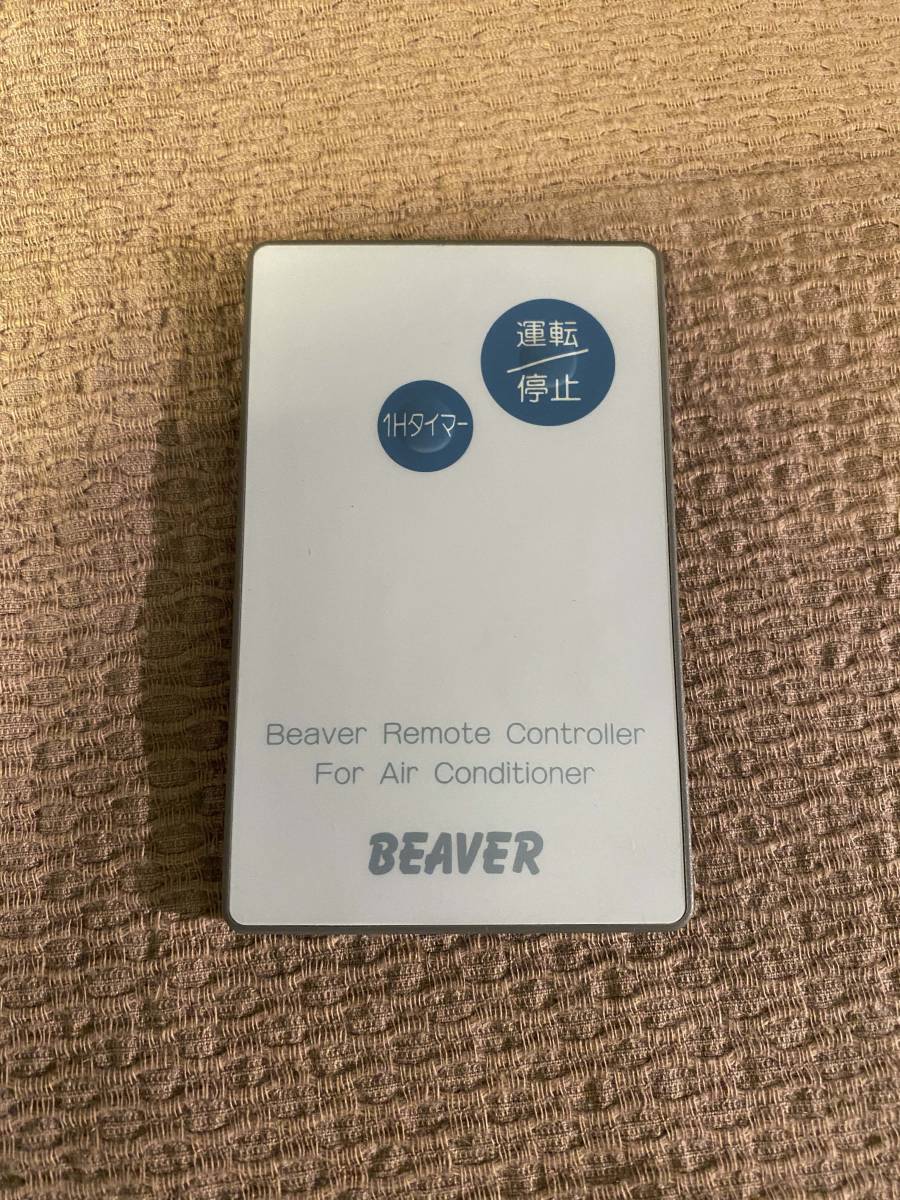 運転
停止
1Hタイマー
Beaver Remote Controller
For Air Conditioner
BEAVER